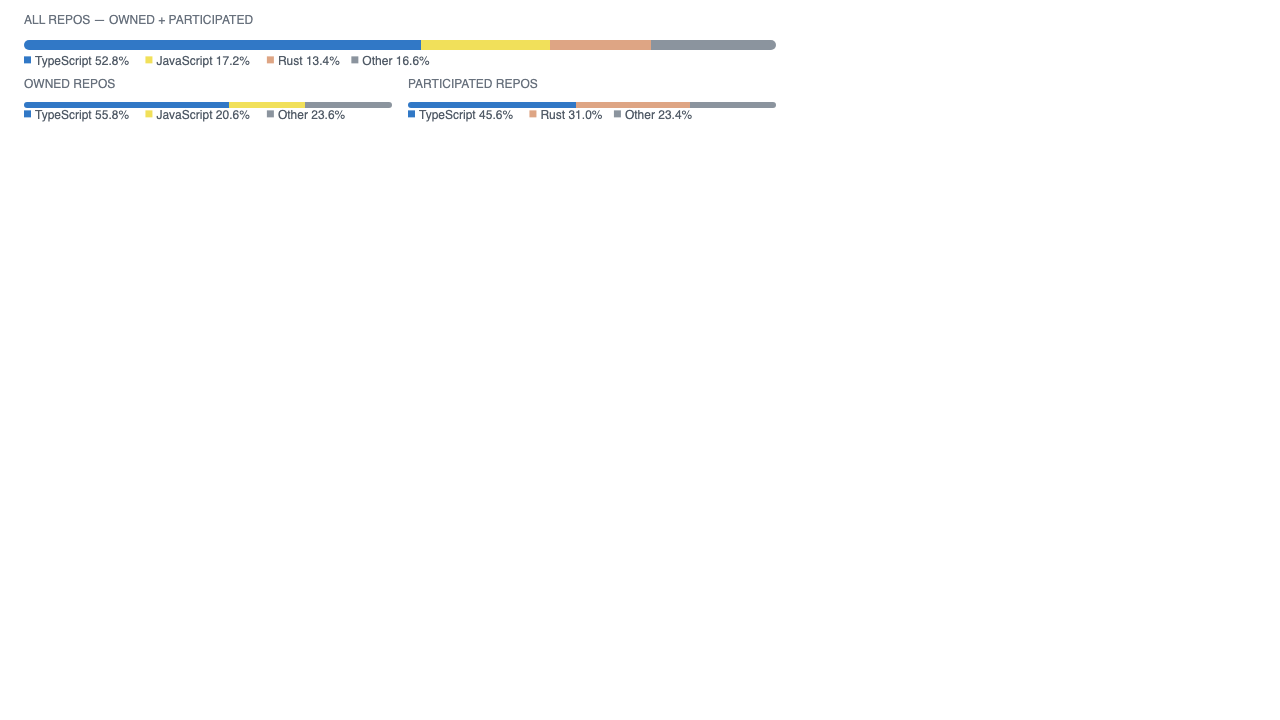 ALL REPOS — OWNED + PARTICIPATED
TypeScript 52.8% JavaScript 17.2% Rust 13.4% Other 16.6%
OWNED REPOS
TypeScript 55.8% JavaScript 20.6% Other 23.6%
PARTICIPATED REPOS
TypeScript 45.6% Rust 31.0% Other 23.4%